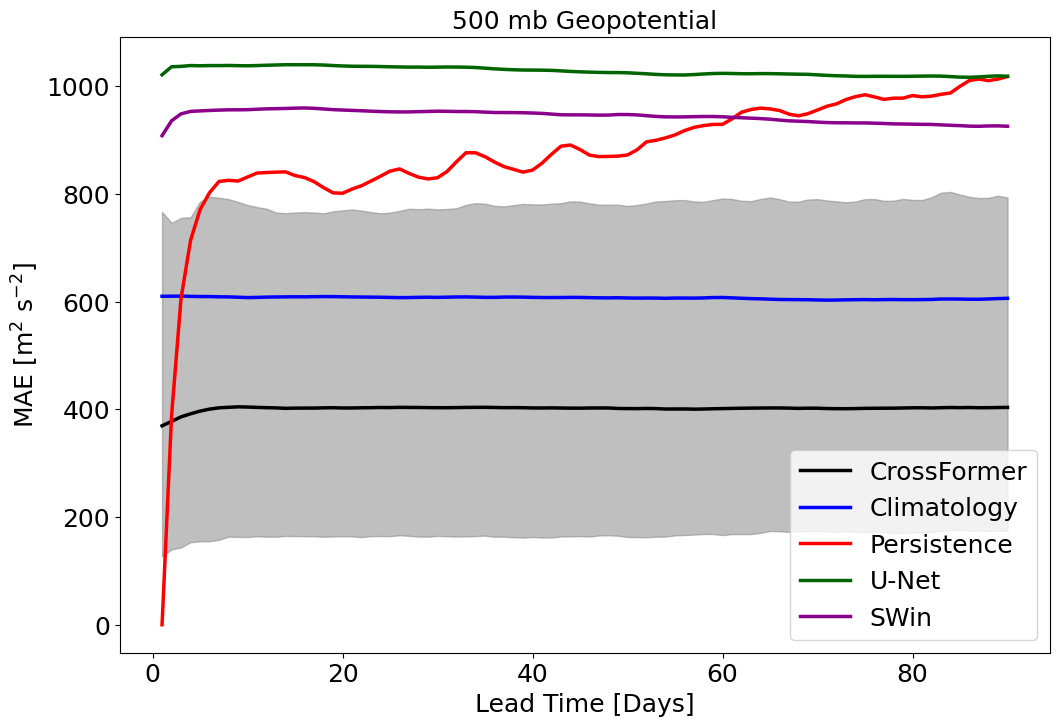 500 mb Geopotential
MAE [m² s⁻²]
1000
800
600
400
200
0
0 20 40 60 80
Lead Time [Days]
CrossFormer
Climatology
Persistence
U-Net
SWin